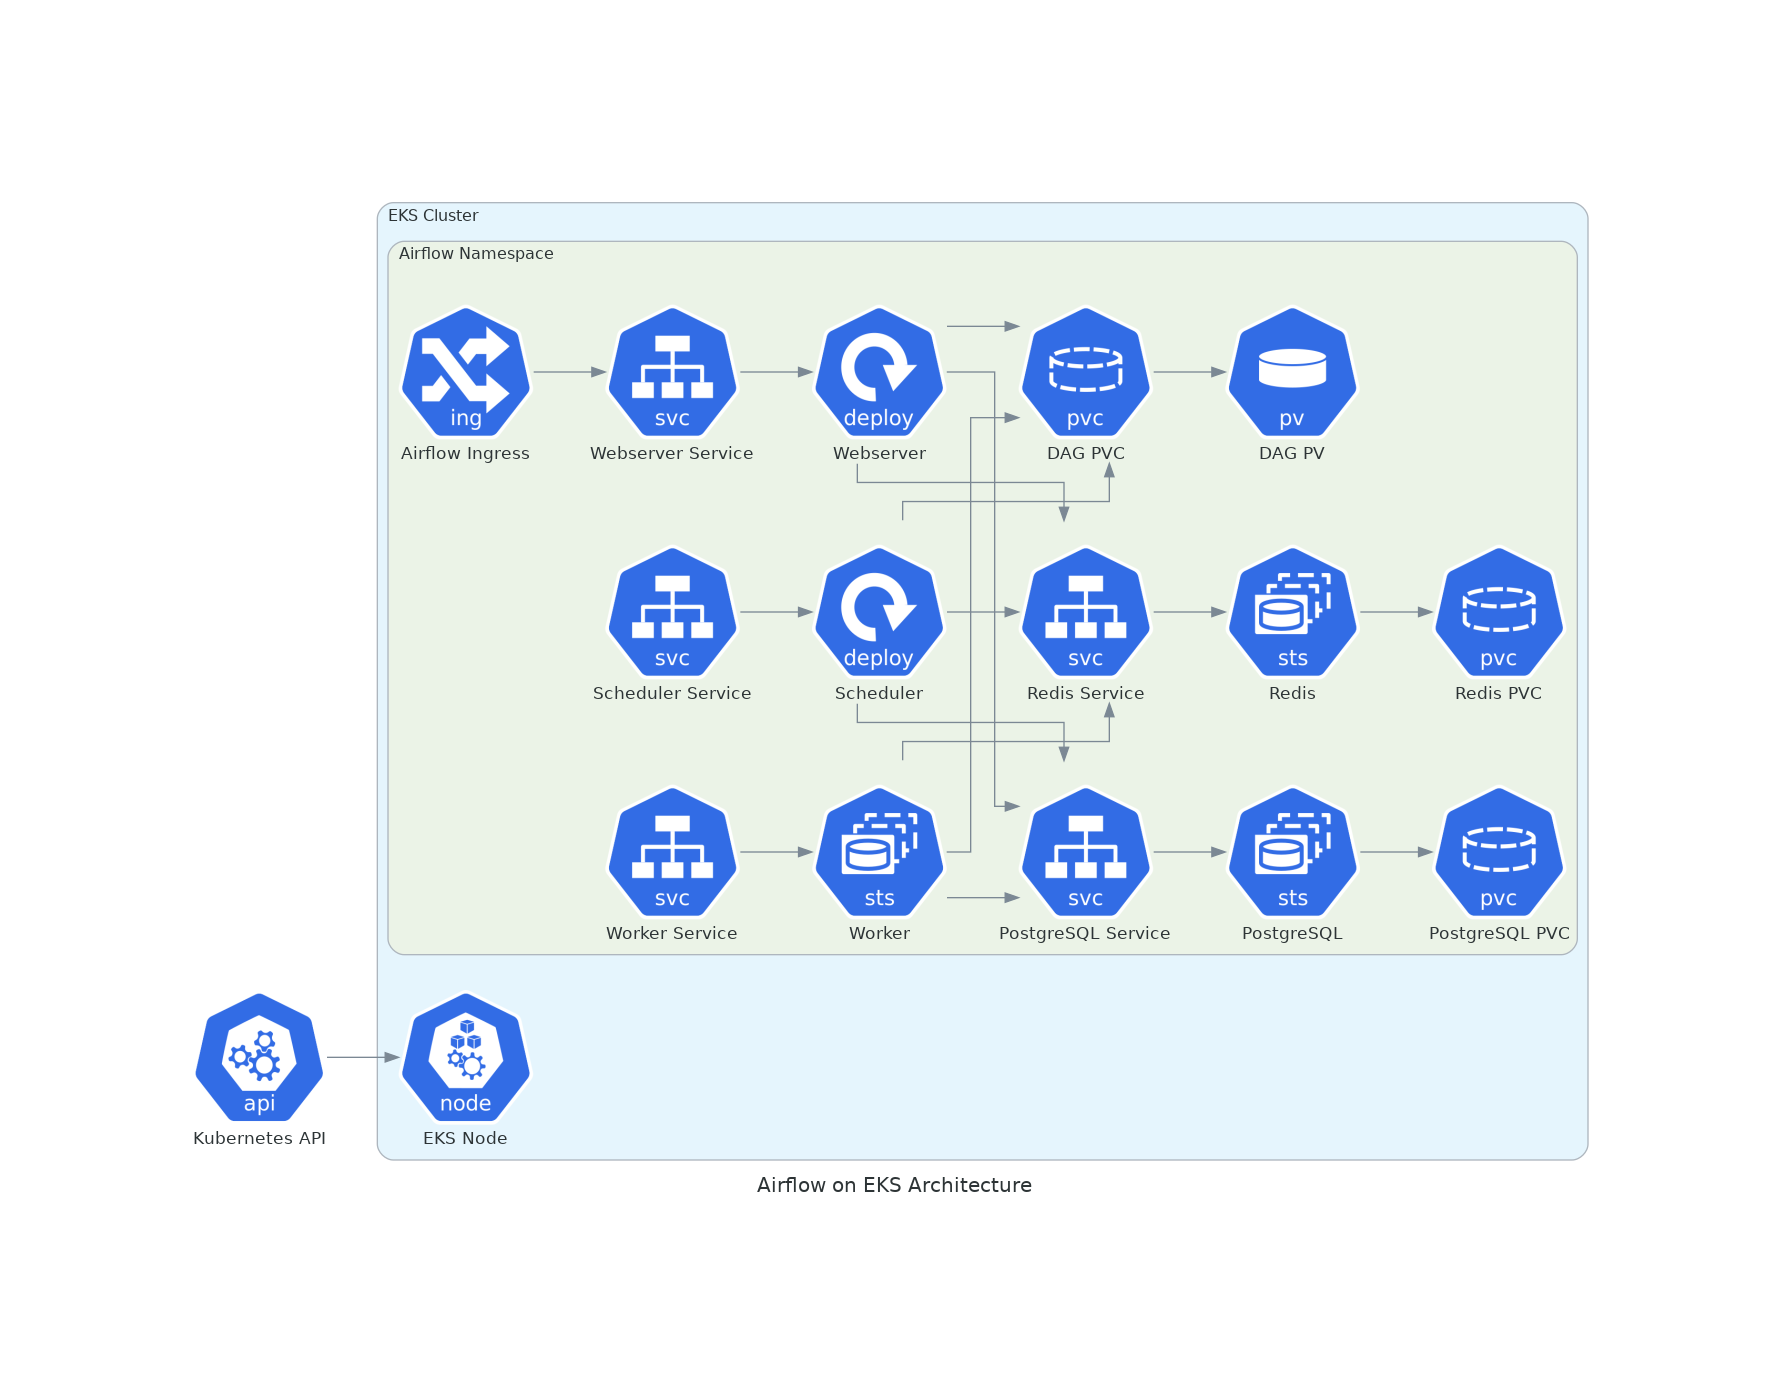 EKS Cluster
Airflow Namespace
ing
svc
deploy
pvc
pv
Airflow Ingress
Webserver Service
Webserver
DAG PVC
DAG PV
svc
deploy
svc
sts
pvc
Scheduler Service
Scheduler
Redis Service
Redis
Redis PVC
svc
sts
svc
sts
pvc
Worker Service
Worker
PostgreSQL Service
PostgreSQL
PostgreSQL PVC
api
node
Kubernetes API
EKS Node
Airflow on EKS Architecture